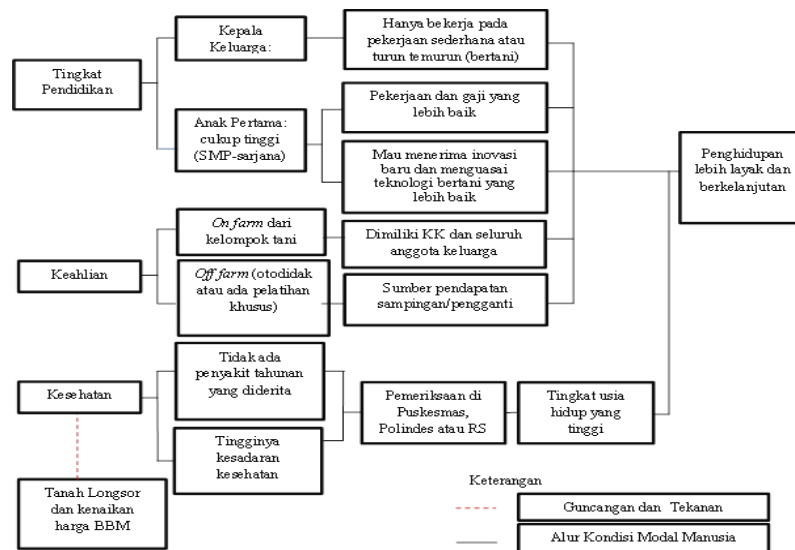 Tingkat
Pendidikan
Kepala
Keluarga:
Hanya bekerja pada
pekerjaan sederhana atau
turun temurun (bertani)
Anak Pertama:
cukup tinggi
(SMP-sarjana)
Pekerjaan dan gaji yang
lebih baik
Mau menerima inovasi
baru dan menguasai
teknologi bertani yang
lebih baik
Penghidupan
lebih layak dan
berkelanjutan
Keahlian
On farm dari
kelompok tani
Dimiliki KK dan seluruh
anggota keluarga
Off farm (otodidak
atau ada pelatihan
khusus)
Sumber pendapatan
sampingan/pengganti
Kesehatan
Tidak ada
penyakit tahunan
yang diderita
Tingginya
kesadaran
kesehatan
Pemeriksaan di
Puskesmas,
Polindes atau RS
Tingkat usia
hidup yang
tinggi
Tanah Longsor
dan kenaikan
harga BBM
Keterangan
Guncangan dan Tekanan
Alur Kondisi Modal Manusia